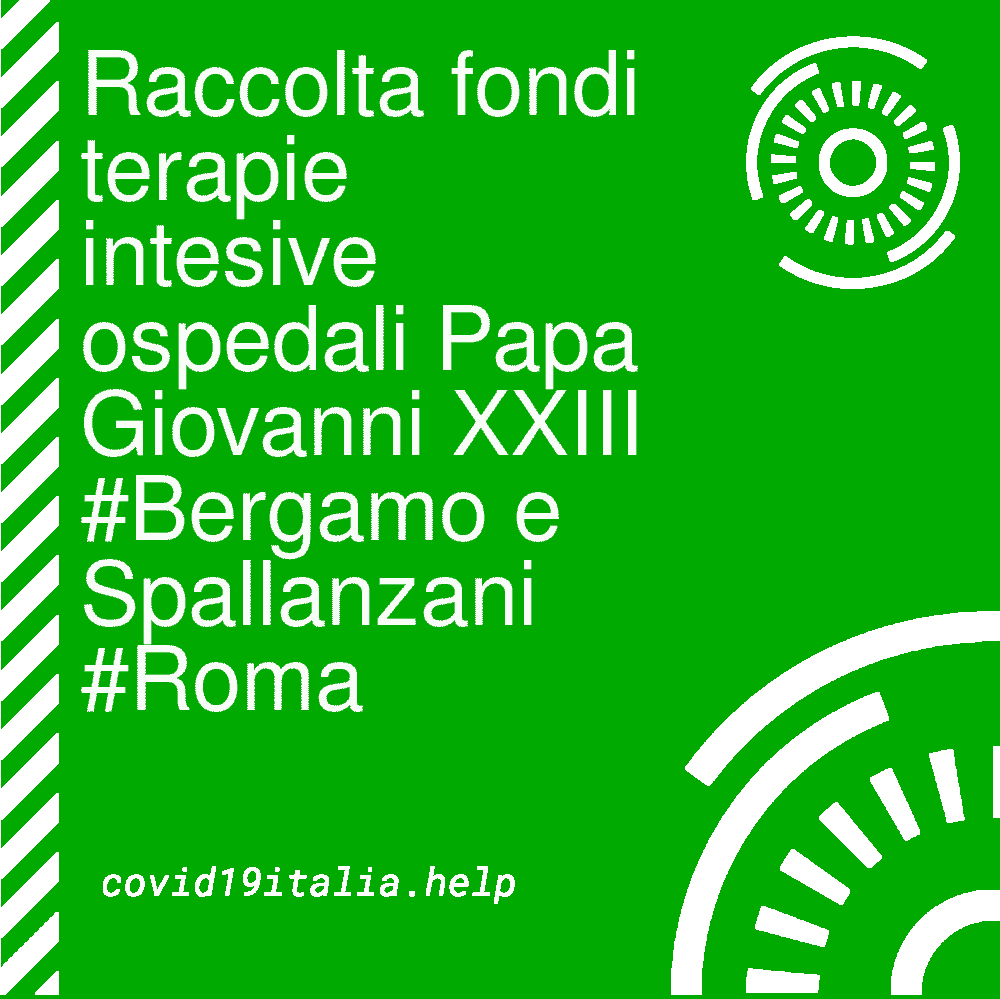 Raccolta fondi
terapie
intesive
ospedali Papa
Giovanni XXIII
#Bergamo e
Spallanzani
#Roma
covid19italia.help